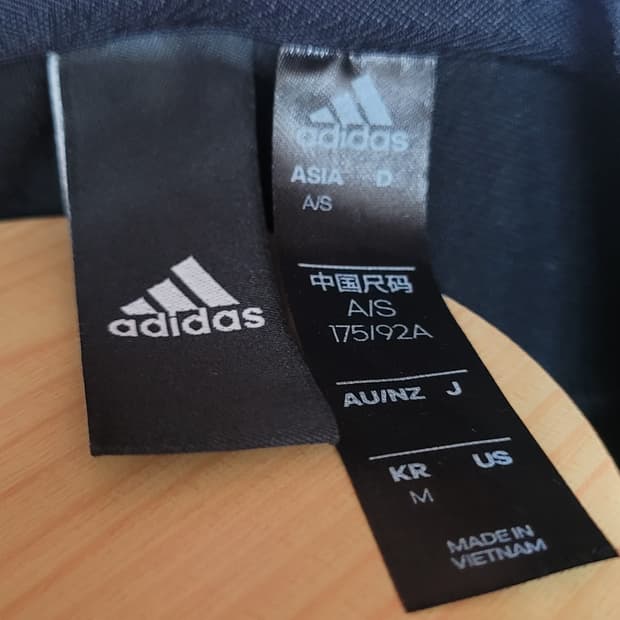 adidas
adidas
ASIA D
A/S
中国尺码
A/S
175/92A
AU/NZ J
KR US
M
MADE IN
VIETNAM